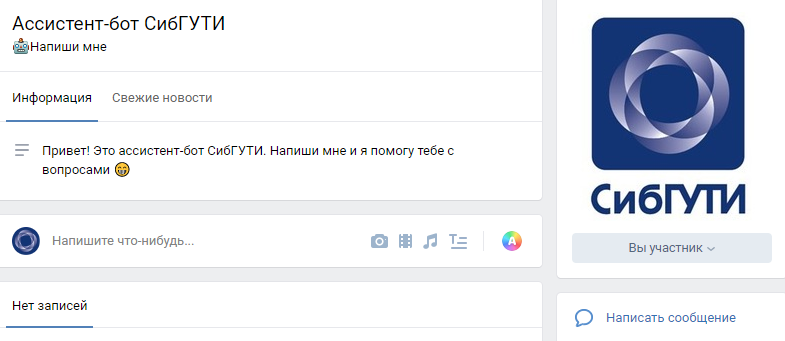 Ассистент-бот СибГУТИ
🤖Напиши мне
Информация Свежие новости
Привет! Это ассистент-бот СибГУТИ. Напиши мне и я помогу тебе с
вопросами 😁
Напишите что-нибудь...
A
Нет записей
СибГУТИ
Вы участник
Написать сообщение